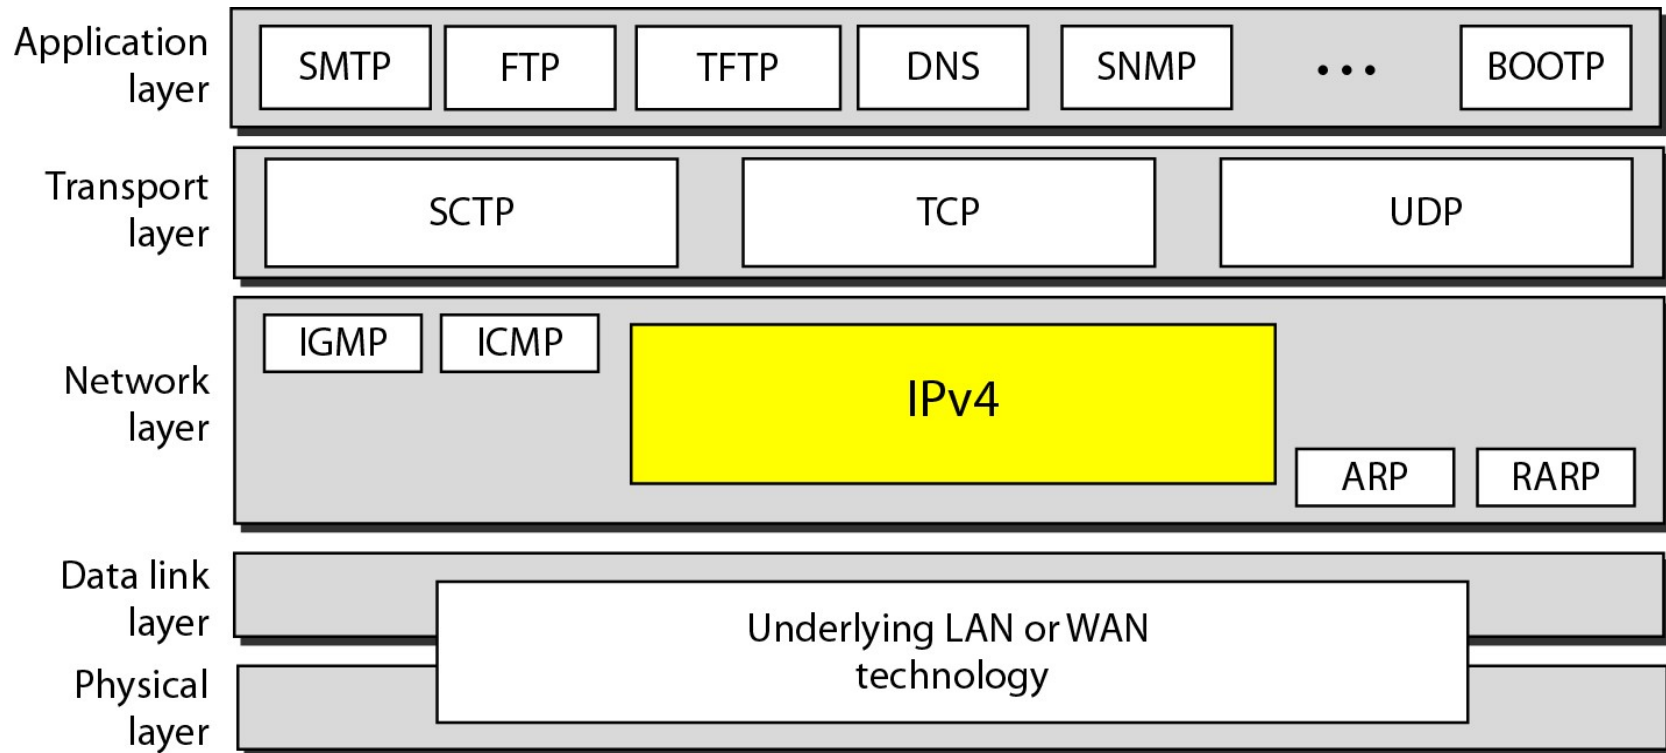 Application
layer
SMTP FTP TFTP DNS SNMP ... BOOTP
Transport
layer
SCTP TCP UDP
Network
layer
IGMP ICMP
IPv4
ARP RARP
Data link
layer
Underlying LAN or WAN
technology
Physical
layer